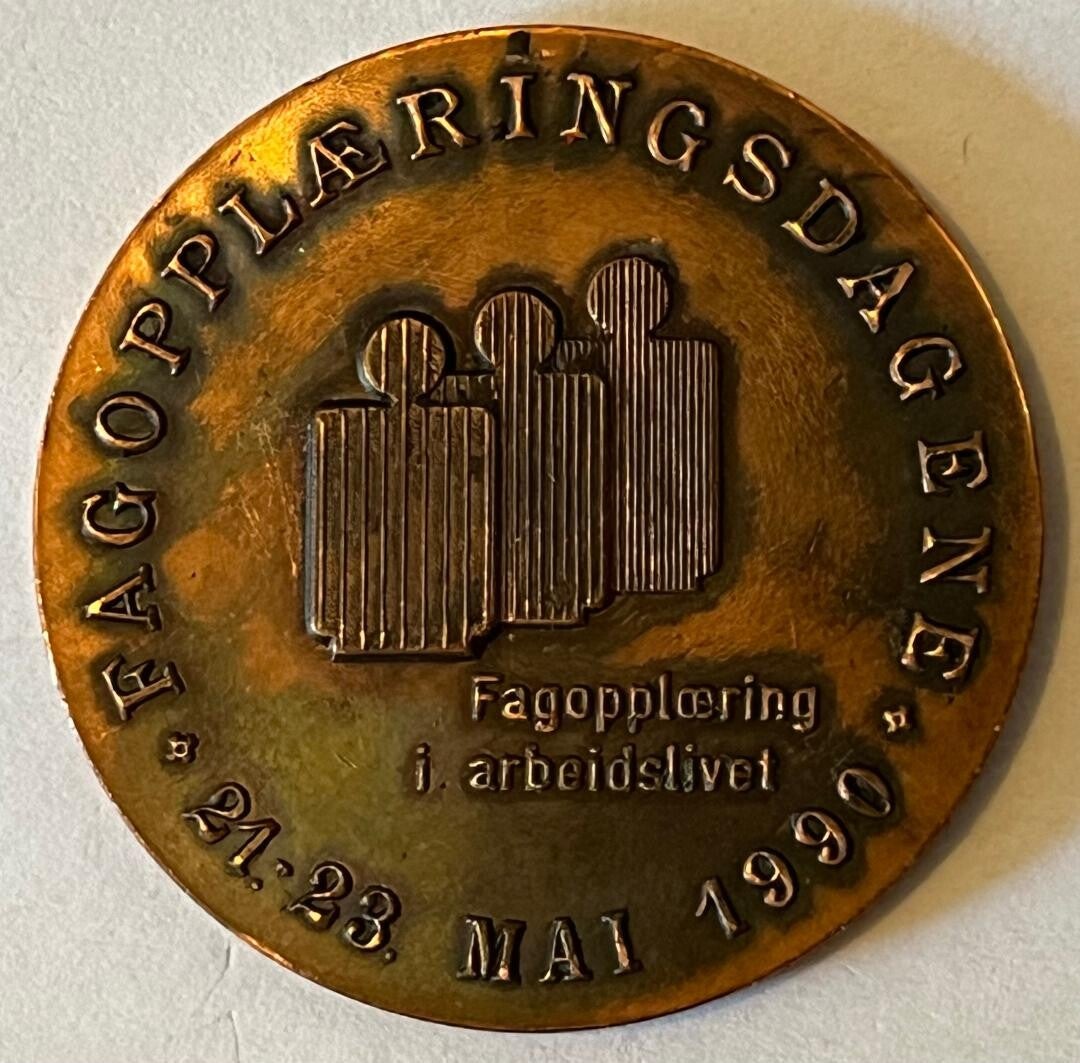 FAGOPPLÆRINGSDAGENE
Fagopplæring
i. arbeidslivet
21.-23. MAI 1990